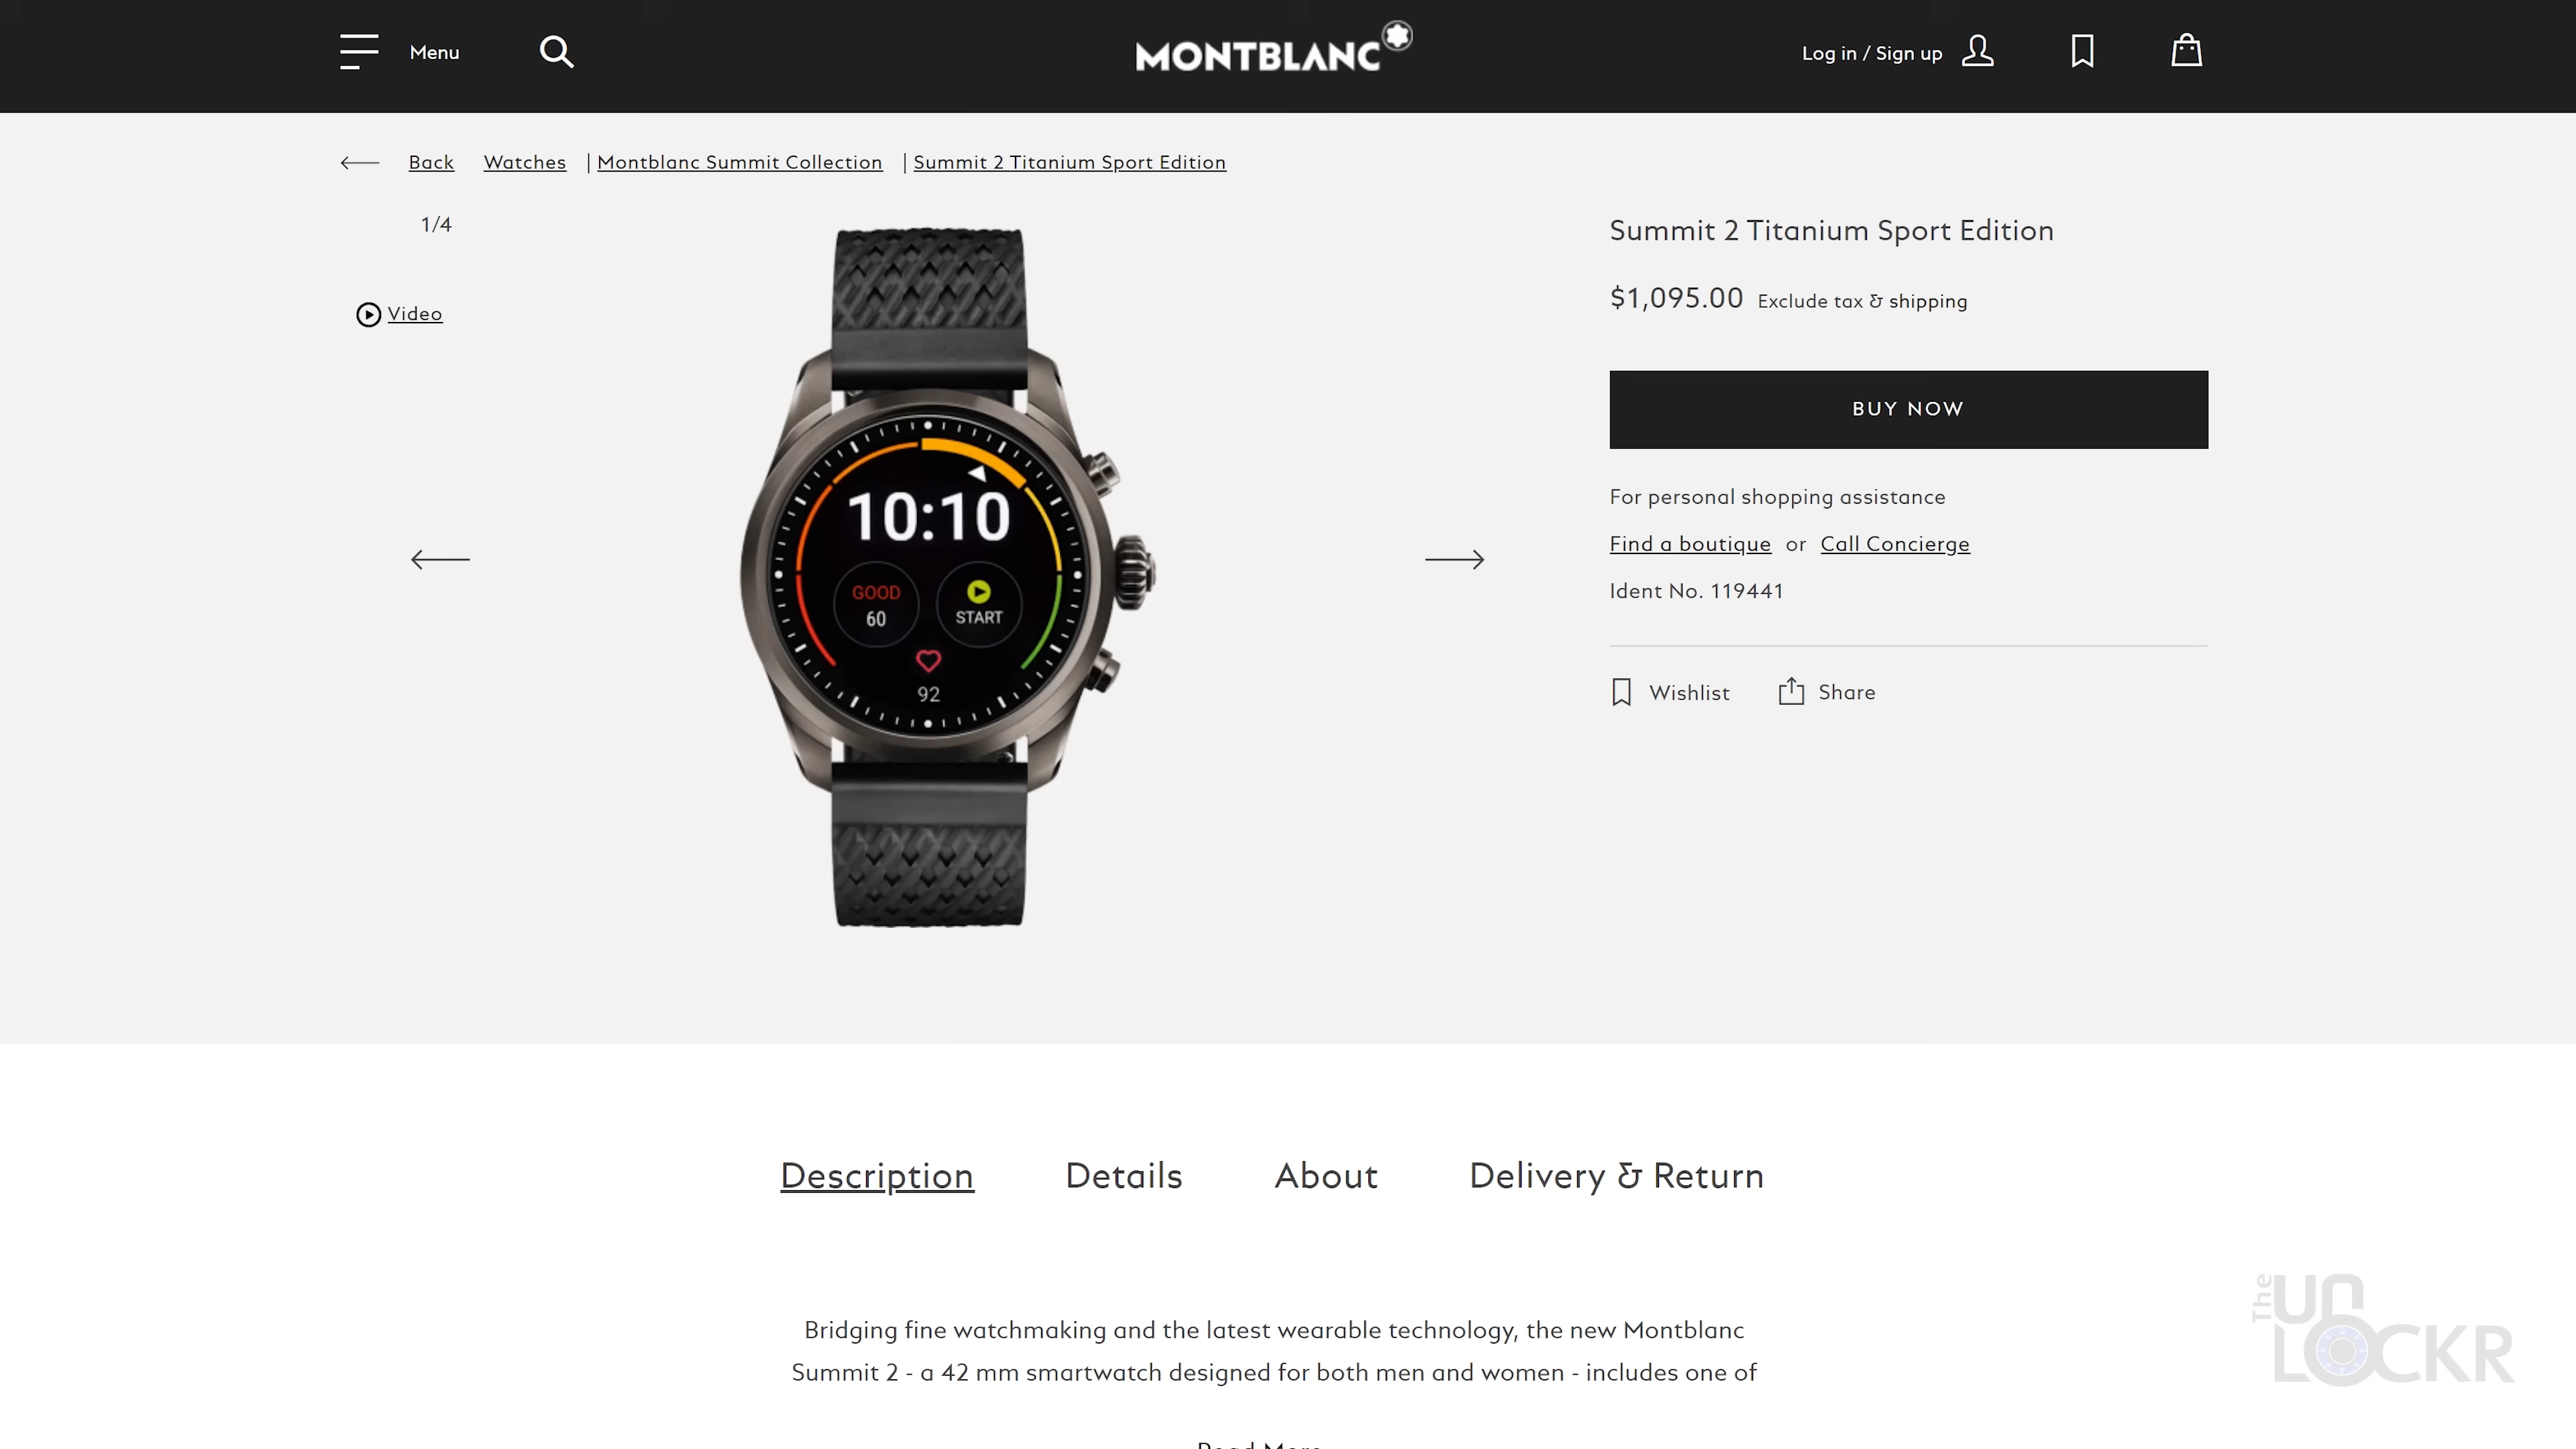 Menu
MONTBLANC
Log in / Sign up
Back Watches | Montblanc Summit Collection | Summit 2 Titanium Sport Edition
1/4
Video
10:10
GOOD
60
START
92
Summit 2 Titanium Sport Edition
$1,095.00 Exclude tax & shipping
BUY NOW
For personal shopping assistance
Find a boutique or Call Concierge
Ident No. 119441
Wishlist Share
Description Details About Delivery & Return
Bridging fine watchmaking and the latest wearable technology, the new Montblanc
Summit 2 - a 42 mm smartwatch designed for both men and women - includes one of
Read More
The UNLOCKR